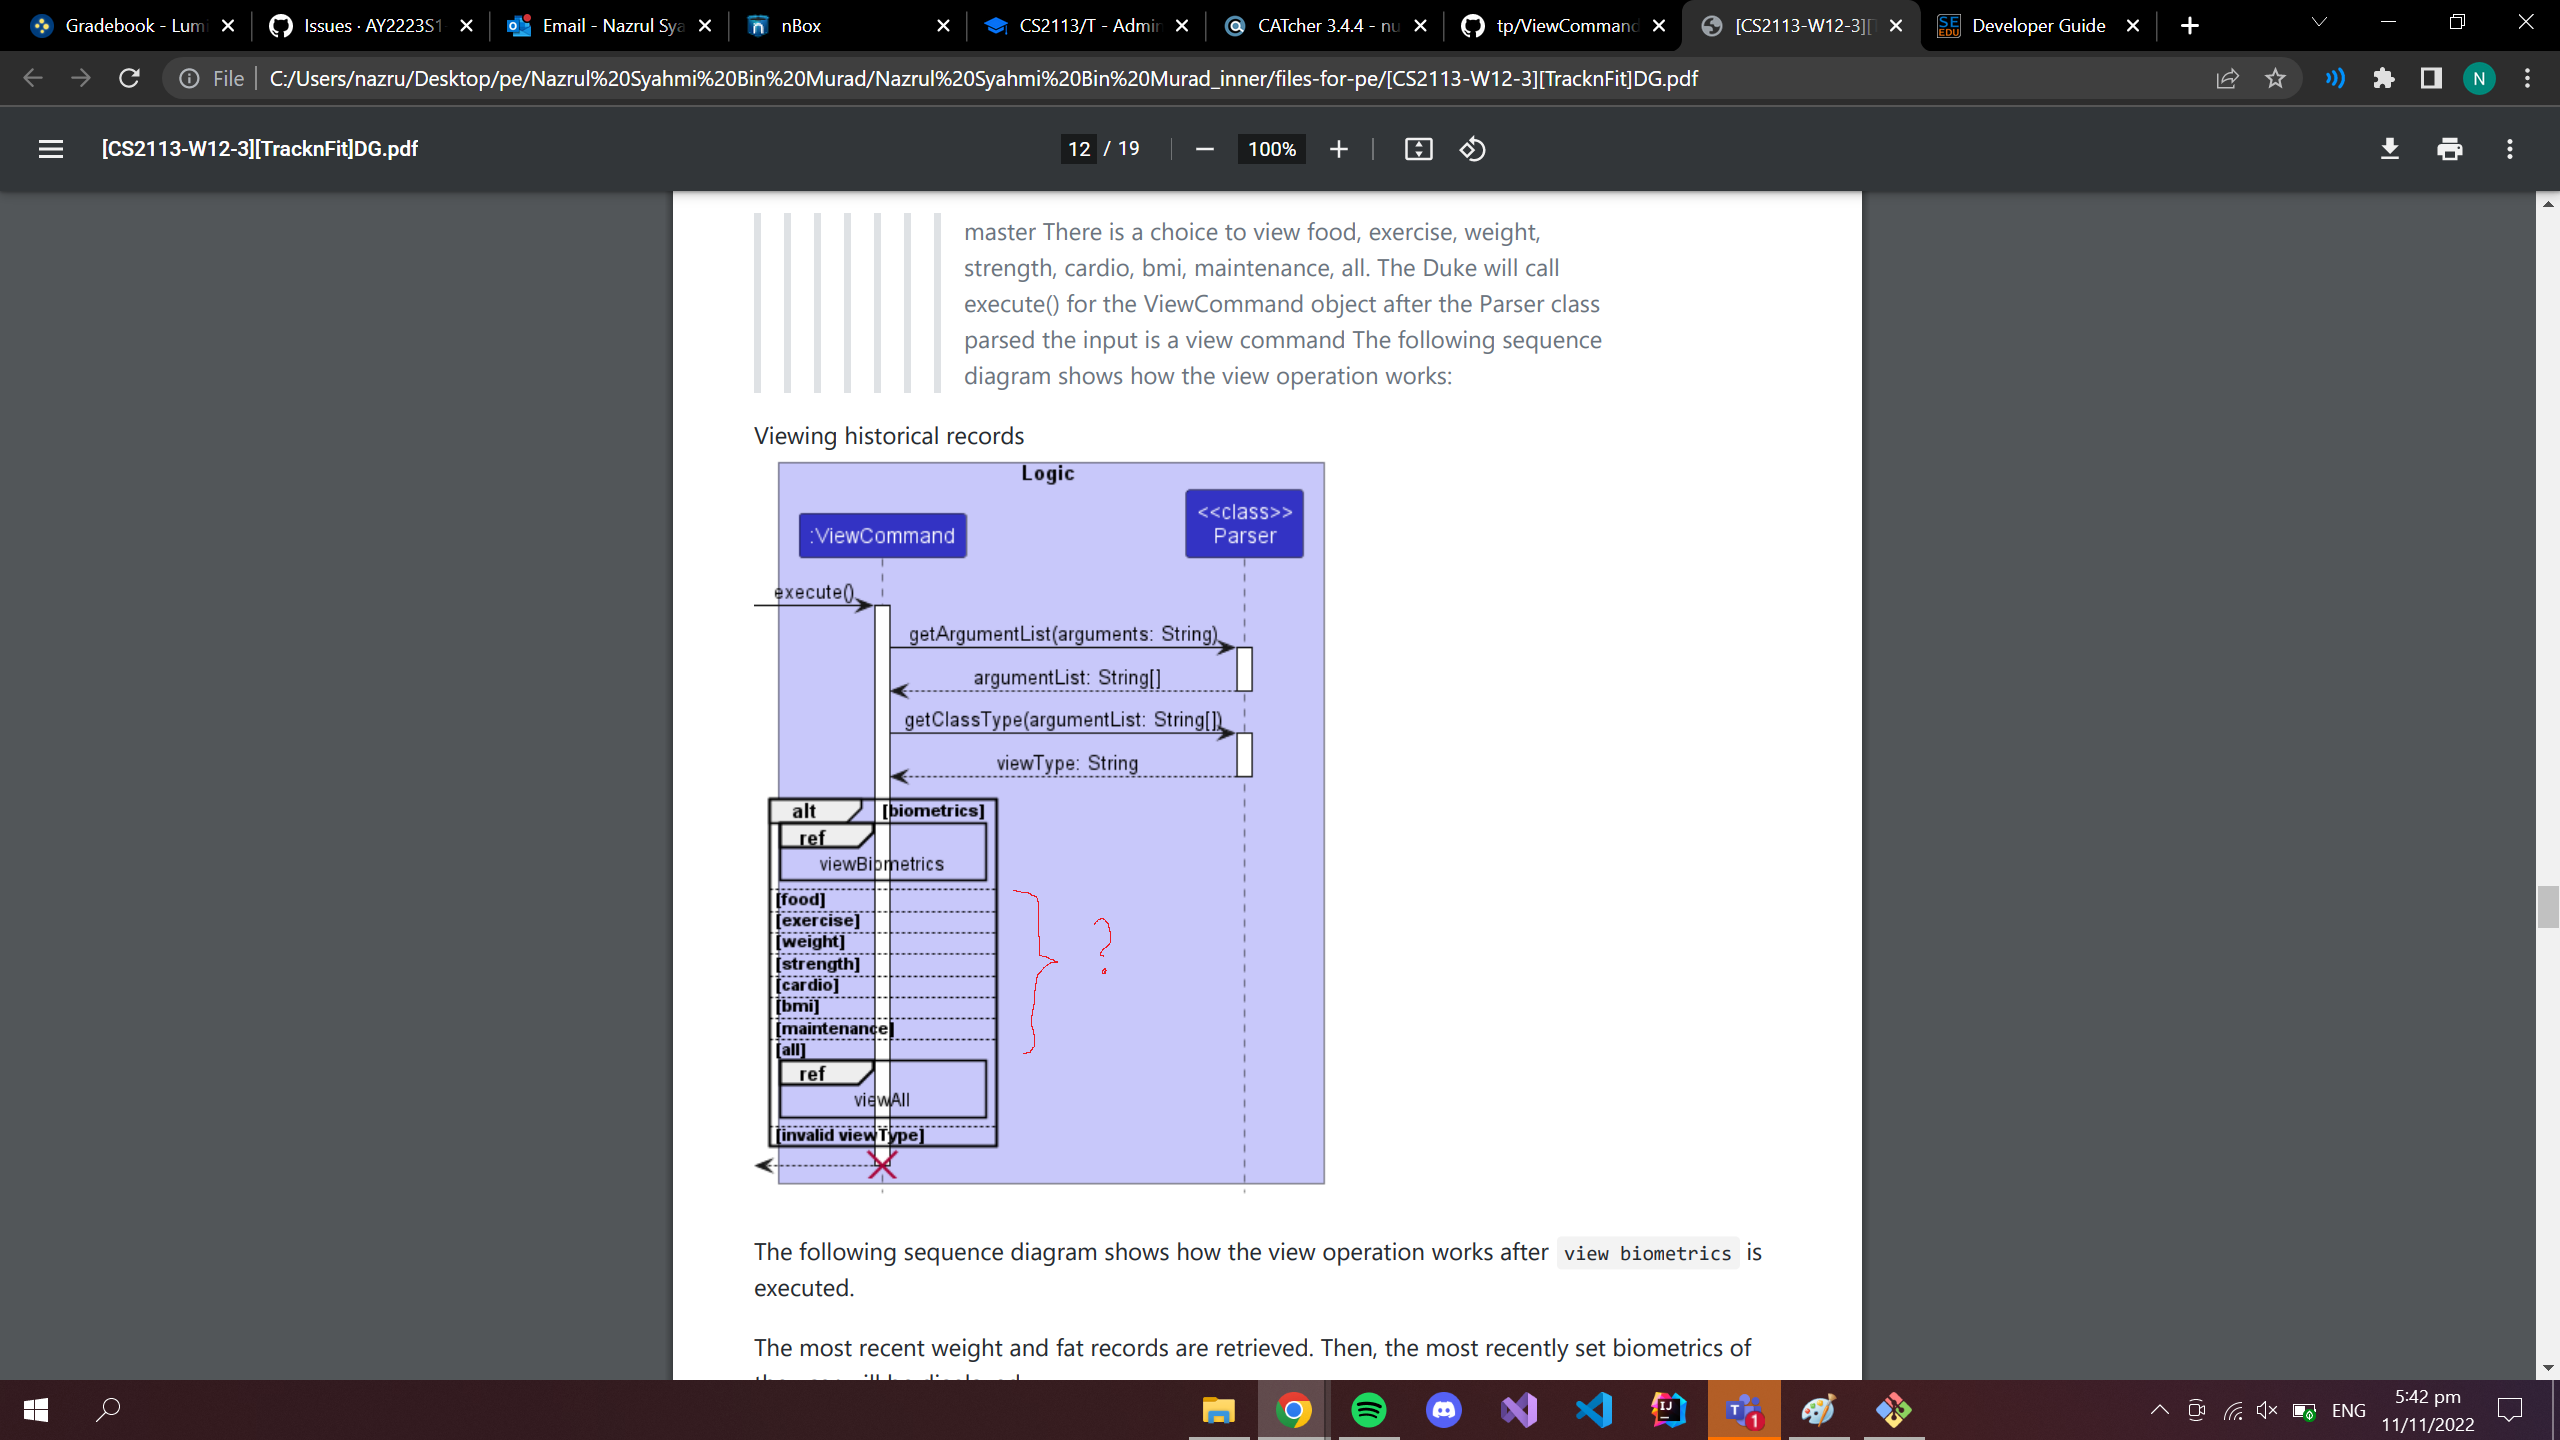 Gradebook - Lumi
Issues · AY2223S1
Email - Nazrul Sya
nBox
CS2113/T - Admin
CATcher 3.4.4 - nu
tp/ViewCommand
[CS2113-W12-3][T
Developer Guide
File
C:/Users/nazru/Desktop/pe/Nazrul%20Syahmi%20Bin%20Murad/Nazrul%20Syahmi%20Bin%20Murad_inner/files-for-pe/[CS2113-W12-3][TracknFit]DG.pdf
N
[CS2113-W12-3][TracknFit]DG.pdf
12 / 19
100%
master There is a choice to view food, exercise, weight,
strength, cardio, bmi, maintenance, all. The Duke will call
execute() for the ViewCommand object after the Parser class
parsed the input is a view command The following sequence
diagram shows how the view operation works:
Viewing historical records
Logic
<<class>>
:ViewCommand
Parser
execute()
getArgumentList(arguments: String)
argumentList: String[]
getClassType(argumentList: String[])
viewType: String
alt [biometrics]
ref
viewBiometrics
[food]
[exercise]
[weight]
[strength]
[cardio]
[bmi]
[maintenance]
[all]
?
ref
viewAll
[invalid viewType]
The following sequence diagram shows how the view operation works after view biometrics is
executed.
The most recent weight and fat records are retrieved. Then, the most recently set biometrics of
ENG
5:42 pm
11/11/2022